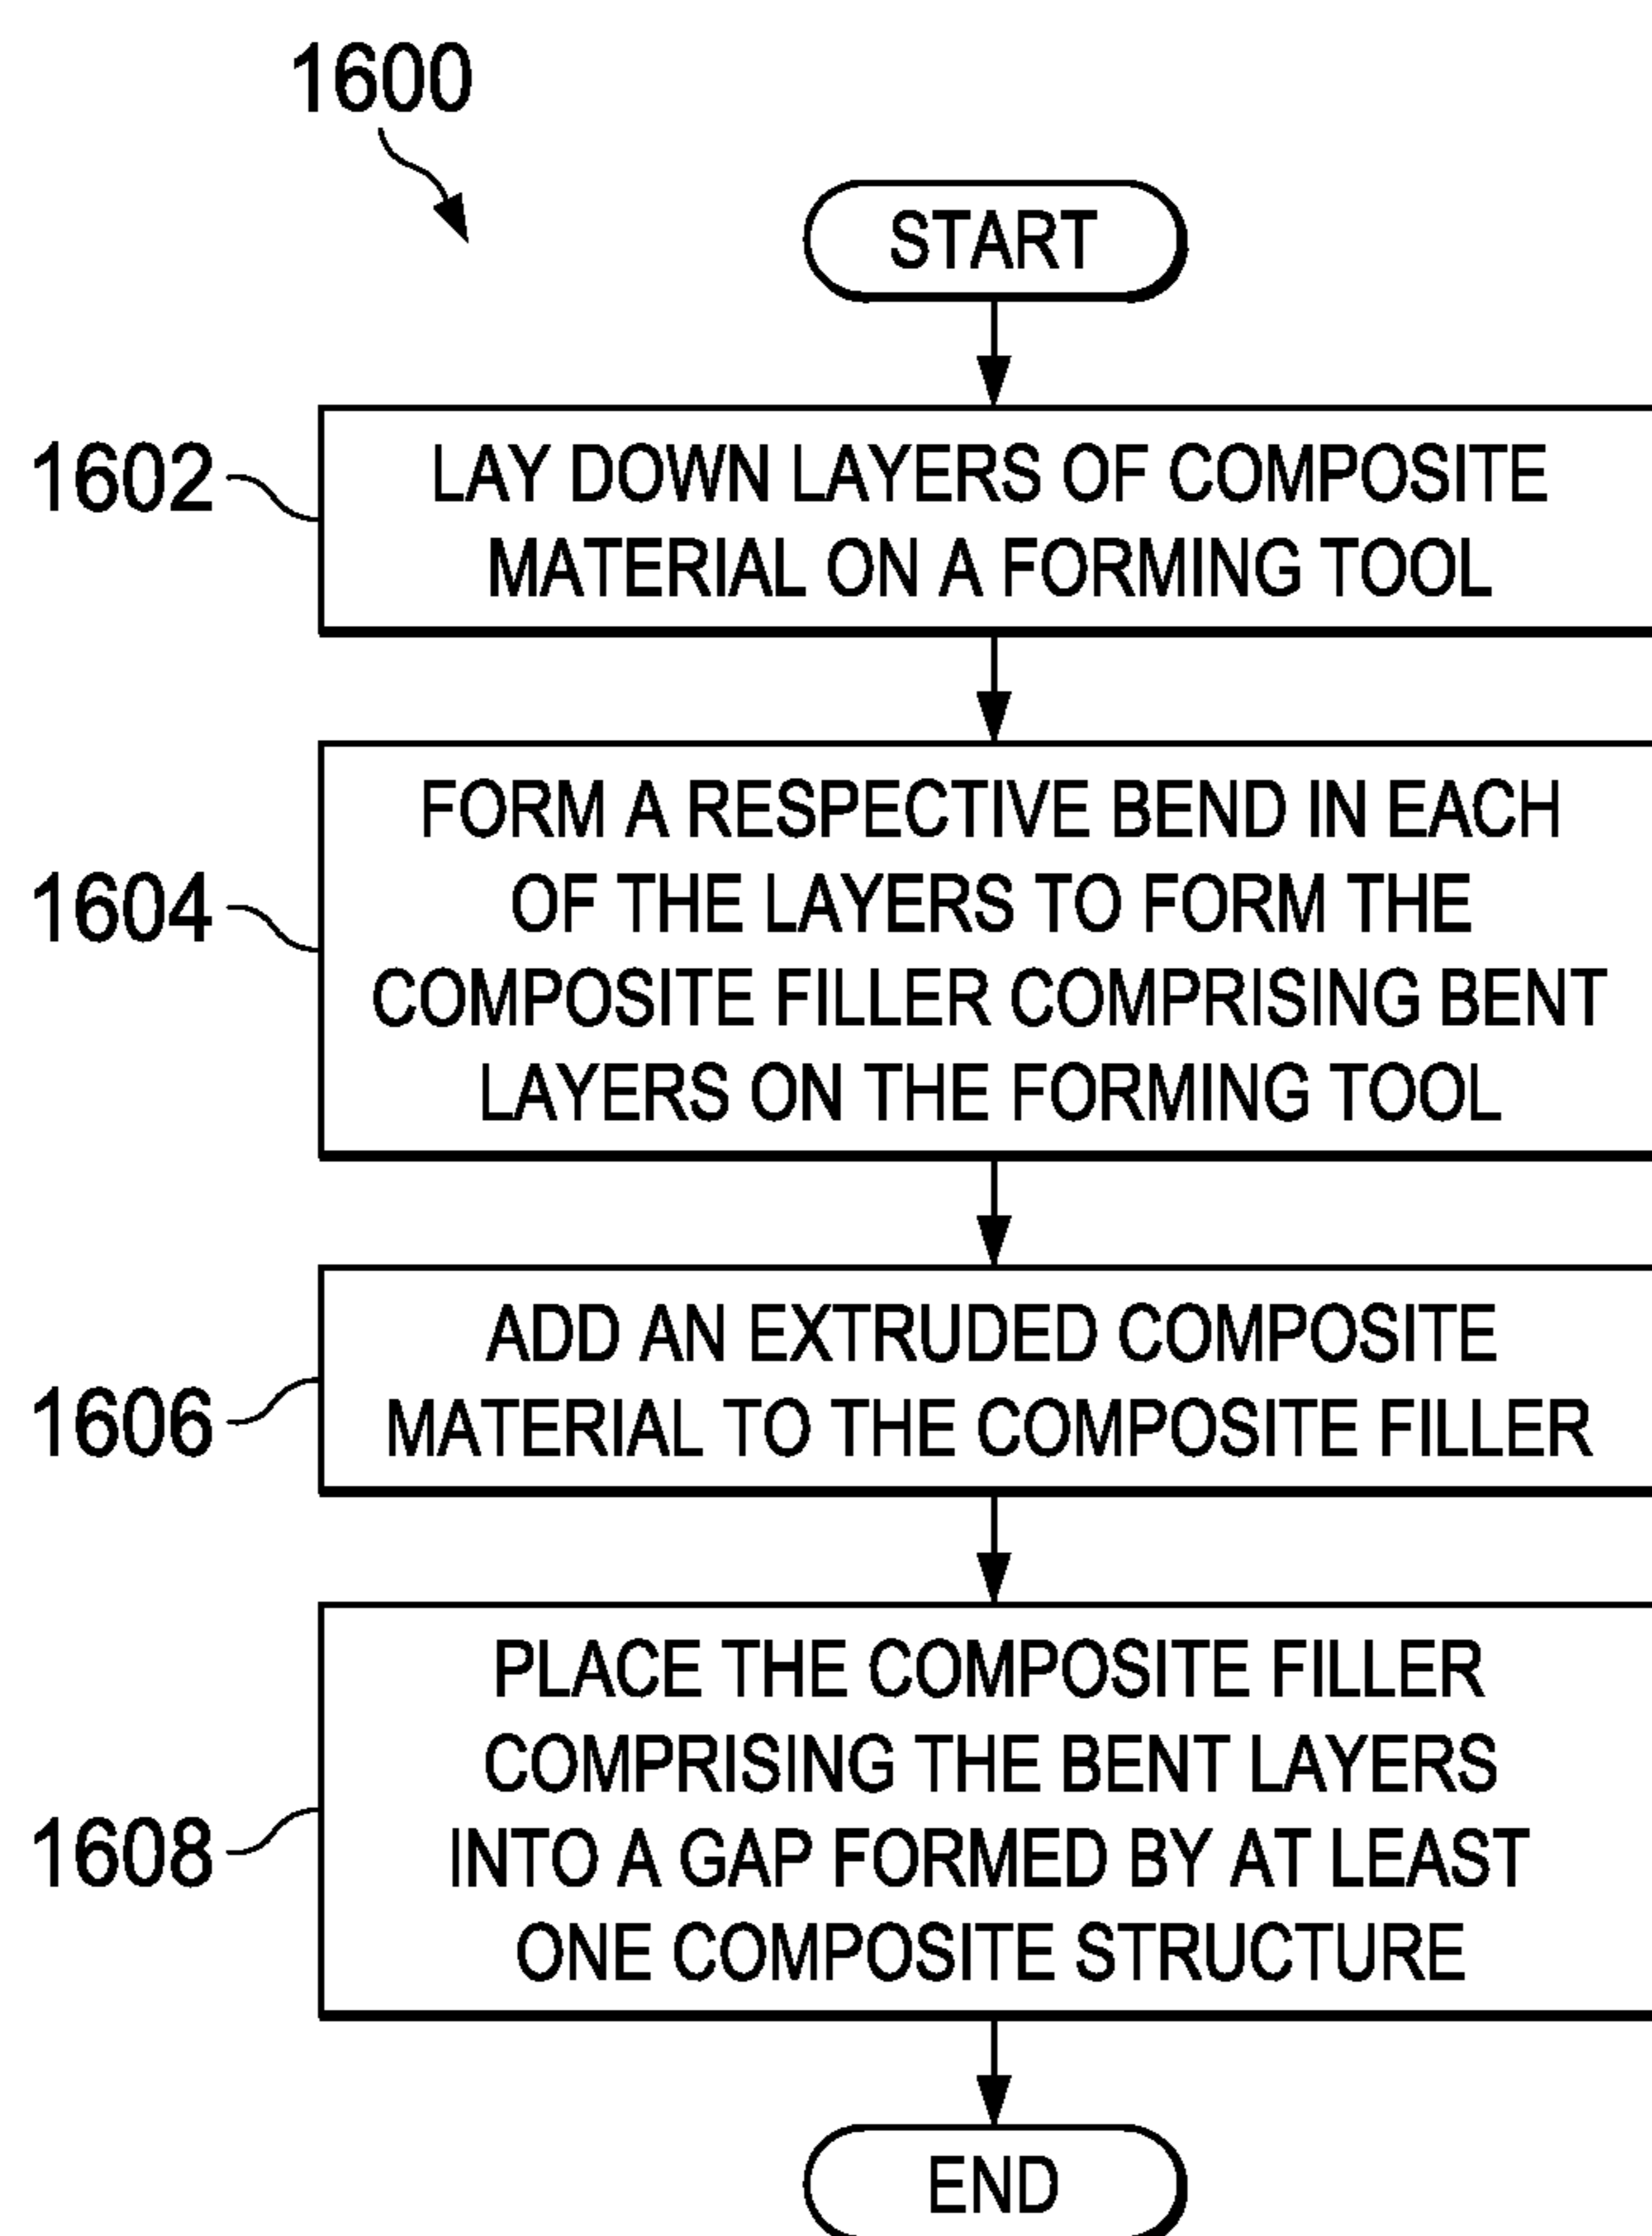 1600
START
1602
LAY DOWN LAYERS OF COMPOSITE
MATERIAL ON A FORMING TOOL
1604
FORM A RESPECTIVE BEND IN EACH
OF THE LAYERS TO FORM THE
COMPOSITE FILLER COMPRISING BENT
LAYERS ON THE FORMING TOOL
1606
ADD AN EXTRUDED COMPOSITE
MATERIAL TO THE COMPOSITE FILLER
1608
PLACE THE COMPOSITE FILLER
COMPRISING THE BENT LAYERS
INTO A GAP FORMED BY AT LEAST
ONE COMPOSITE STRUCTURE
END